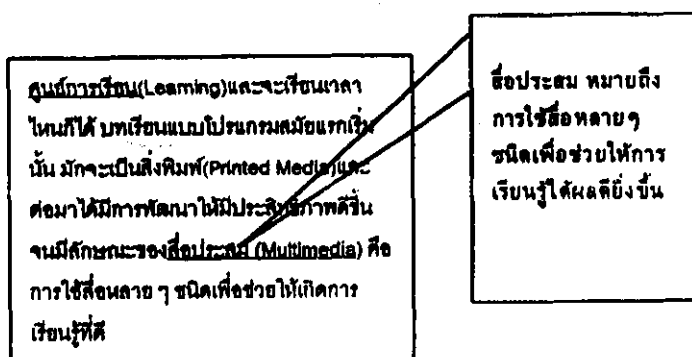 ศูนย์การเรียน(Learning)และจะเรียนเวลา
ไหนก็ได้ บทเรียนแบบโปรแกรมสมัยแรกเริ่ม
นั้น มักจะเป็นสิ่งพิมพ์(Printed Media)และ
ต่อมาได้มีการพัฒนาให้มีประสิทธิภาพดีขึ้น
จนมีลักษณะของสื่อประสม (Multimedia) คือ
การใช้สื่อหลาย ๆ ชนิดเพื่อช่วยให้เกิดการ
เรียนรู้ที่ดี
สื่อประสม หมายถึง
การใช้สื่อหลายๆ
ชนิดเพื่อช่วยให้การ
เรียนรู้ได้ผลดียิ่งขึ้น